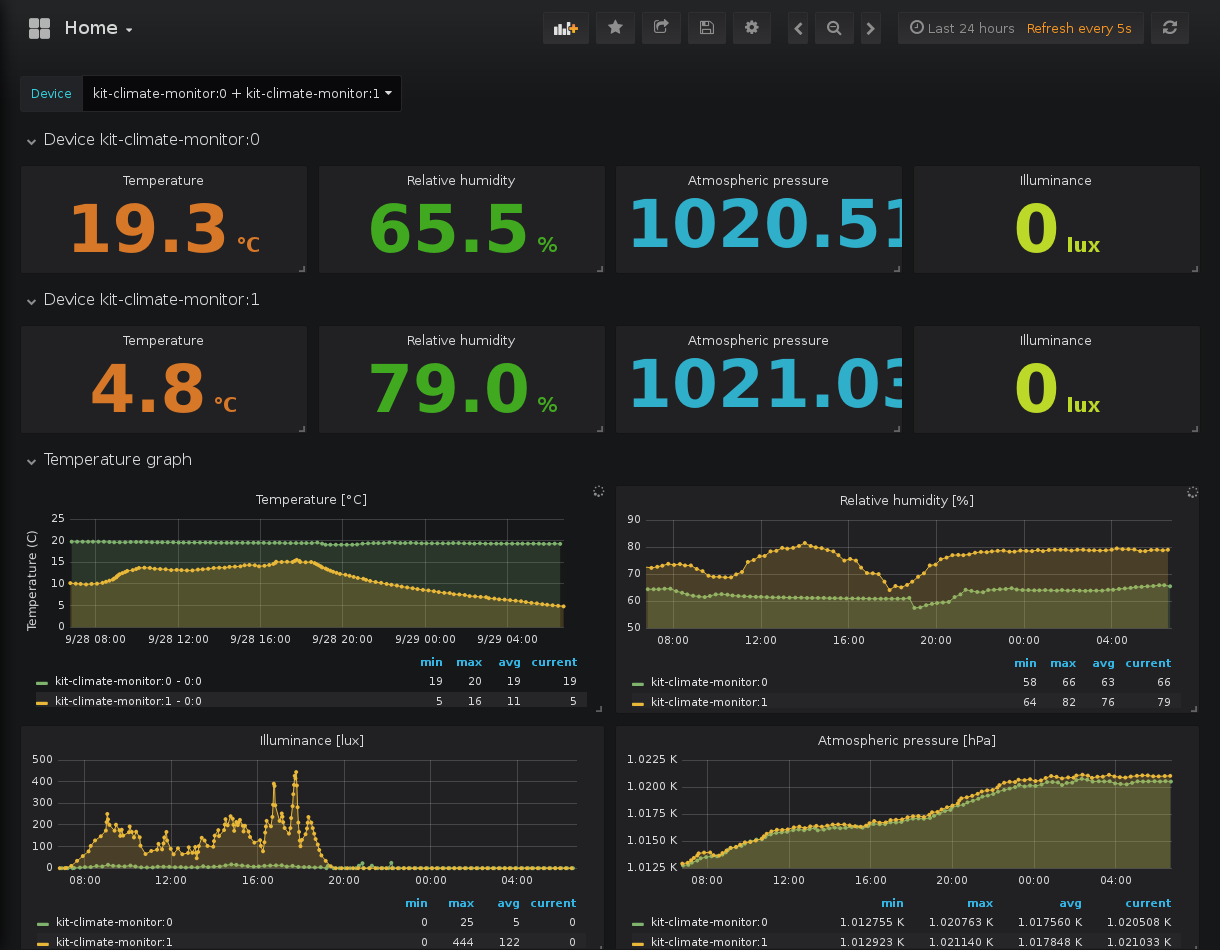 Home
Last 24 hours Refresh every 5s
Device kit-climate-monitor:0 + kit-climate-monitor:1
Device kit-climate-monitor:0
Temperature Relative humidity Atmospheric pressure Illuminance
19.3 °C 65.5 % 1020.51 0 lux
Device kit-climate-monitor:1
Temperature Relative humidity Atmospheric pressure Illuminance
4.8 °C 79.0 % 1021.03 0 lux
Temperature graph
Temperature [°C]
Temperature (C)
25
20
15
10
5
0
9/28 08:00 9/28 12:00 9/28 16:00 9/28 20:00 9/29 00:00 9/29 04:00
min max avg current
kit-climate-monitor:0 - 0:0 19 20 19 19
kit-climate-monitor:1 - 0:0 5 16 11 5
Relative humidity [%]
90
80
70
60
50
08:00 12:00 16:00 20:00 00:00 04:00
min max avg current
kit-climate-monitor:0 58 66 63 66
kit-climate-monitor:1 64 82 76 79
Illuminance [lux]
500
400
300
200
100
0
08:00 12:00 16:00 20:00 00:00 04:00
min max avg current
kit-climate-monitor:0 0 25 5 0
kit-climate-monitor:1 0 444 122 0
Atmospheric pressure [hPa]
1.0225 K
1.0200 K
1.0175 K
1.0150 K
1.0125 K
08:00 12:00 16:00 20:00 00:00 04:00
min max avg current
kit-climate-monitor:0 1.012755 K 1.020763 K 1.017560 K 1.020508 K
kit-climate-monitor:1 1.012923 K 1.021140 K 1.017848 K 1.021033 K